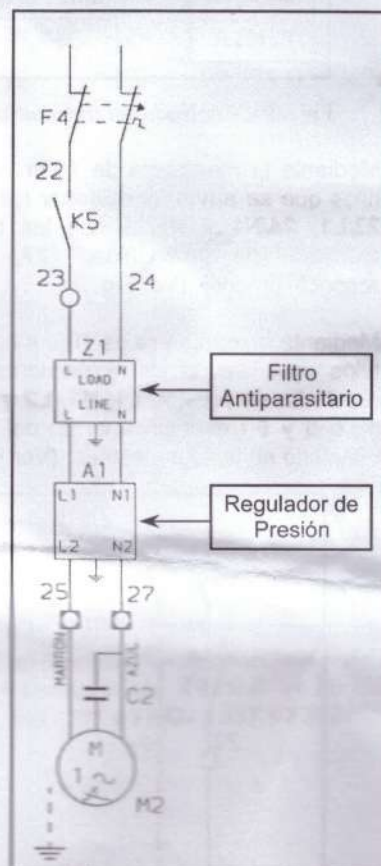 F4
22
K5
23 24
Z1
L N
LOAD
LINE
L N
Filtro
Antiparasitario
A1
L1 N1
L2 N2
Regulador de
Presión
25 27
MARRON AZUL
C2
M
1
M2